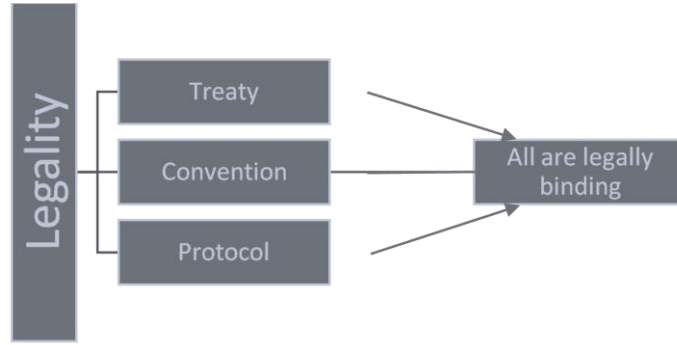 Legality
Treaty
Convention
Protocol
All are legally
binding